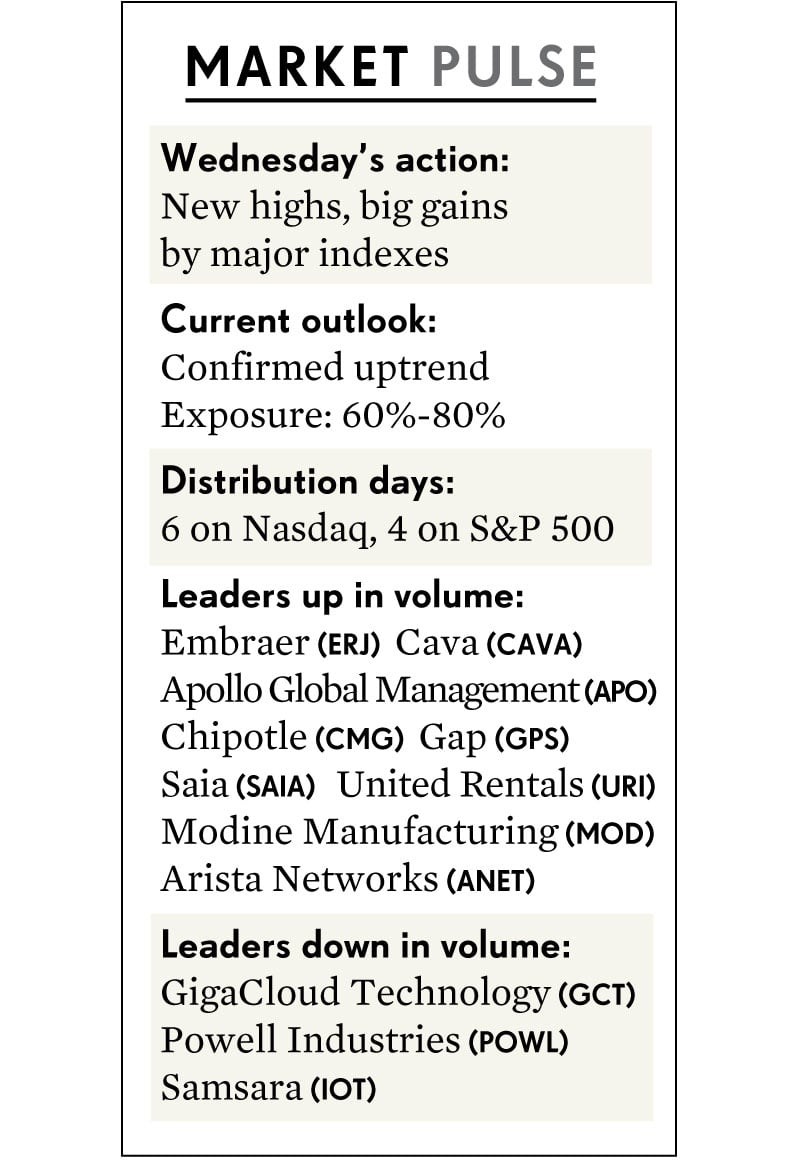 MARKET PULSE
Wednesday’s action:
New highs, big gains
by major indexes
Current outlook:
Confirmed uptrend
Exposure: 60%-80%
Distribution days:
6 on Nasdaq, 4 on S&P 500
Leaders up in volume:
Embraer (ERJ) Cava (CAVA)
Apollo Global Management (APO)
Chipotle (CMG) Gap (GPS)
Saia (SAIA) United Rentals (URI)
Modine Manufacturing (MOD)
Arista Networks (ANET)
Leaders down in volume:
GigaCloud Technology (GCT)
Powell Industries (POWL)
Samsara (IOT)